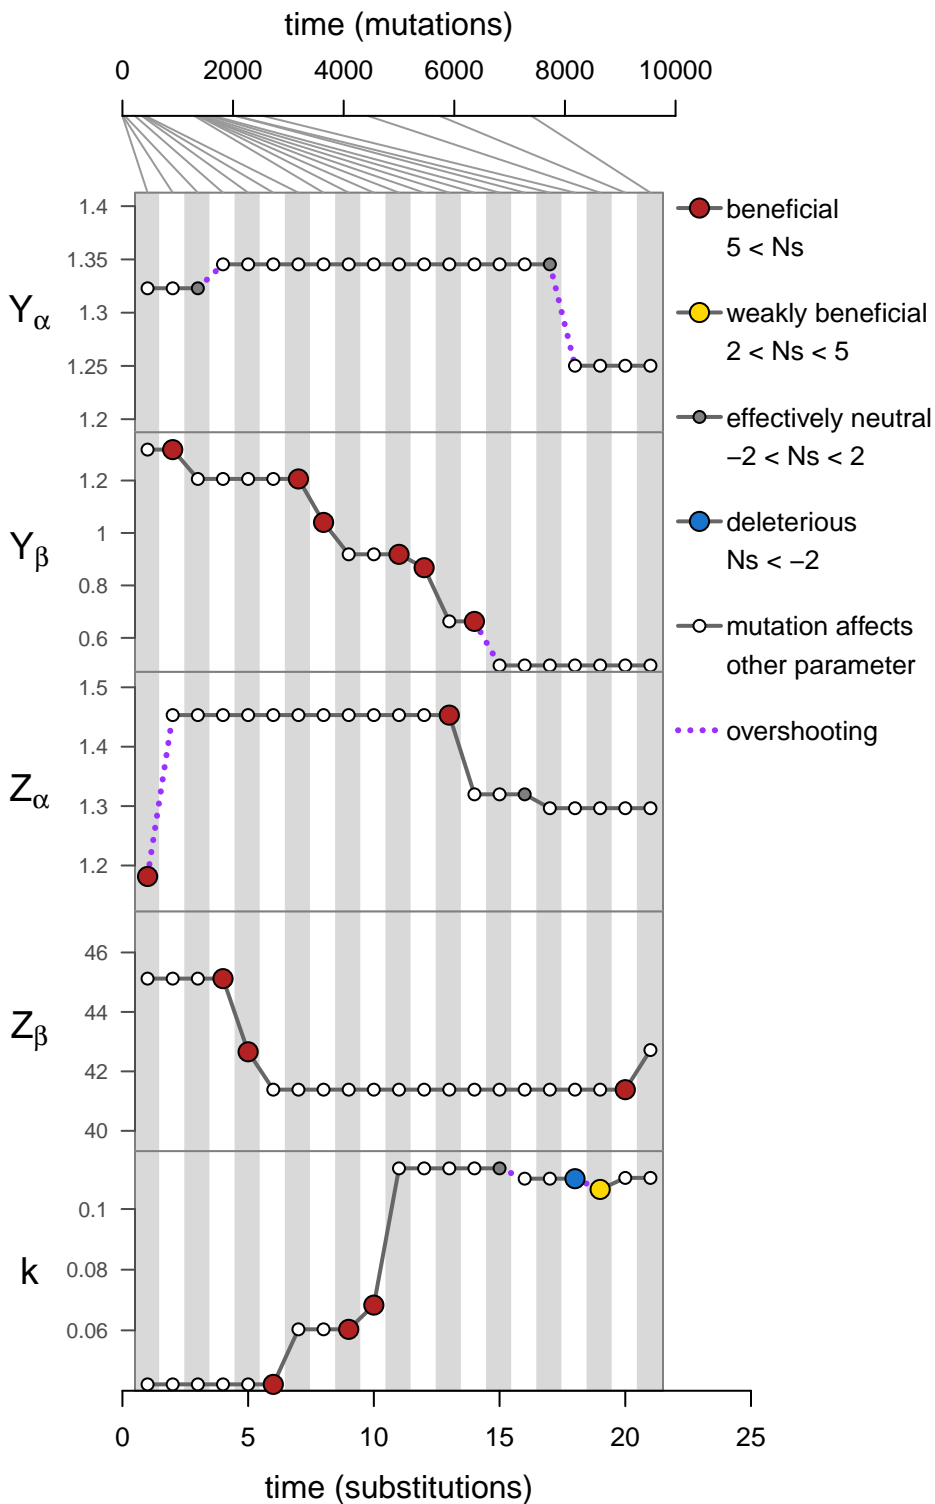 time (mutations)
0 2000 4000 6000 8000 10000
1.4
1.35
1.3
1.25
1.2
Yα
1.2
1
0.8
0.6
Yβ
1.5
1.4
1.3
1.2
Zα
46
44
42
40
Zβ
0.1
0.08
0.06
k
0 5 10 15 20 25
time (substitutions)
beneficial
5 < Ns
weakly beneficial
2 < Ns < 5
effectively neutral
−2 < Ns < 2
deleterious
Ns < −2
mutation affects
other parameter
overshooting